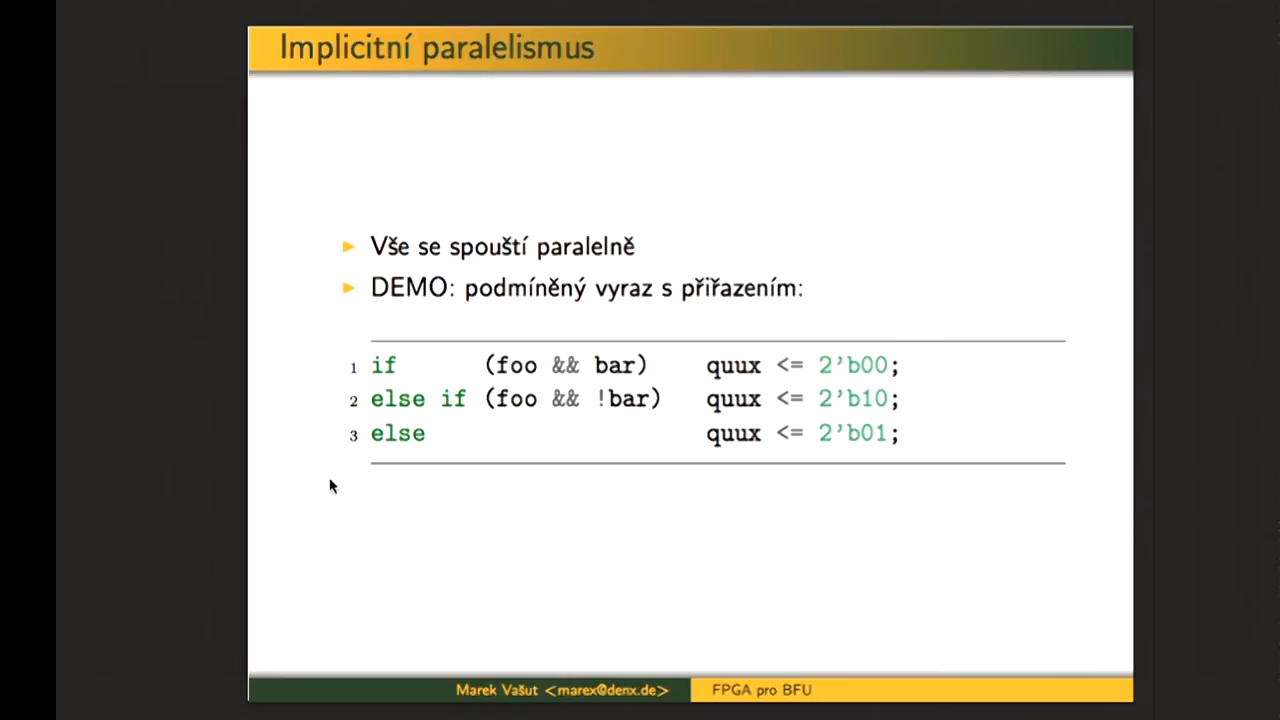 Implicitní paralelismus
Vše se spouští paralelně
DEMO: podmíněný vyraz s přiřazením:
1 if (foo && bar) quux <= 2'b00;
2 else if (foo && !bar) quux <= 2'b10;
3 else quux <= 2'b01;
Marek Vašut <marex@denx.de> FPGA pro BFU